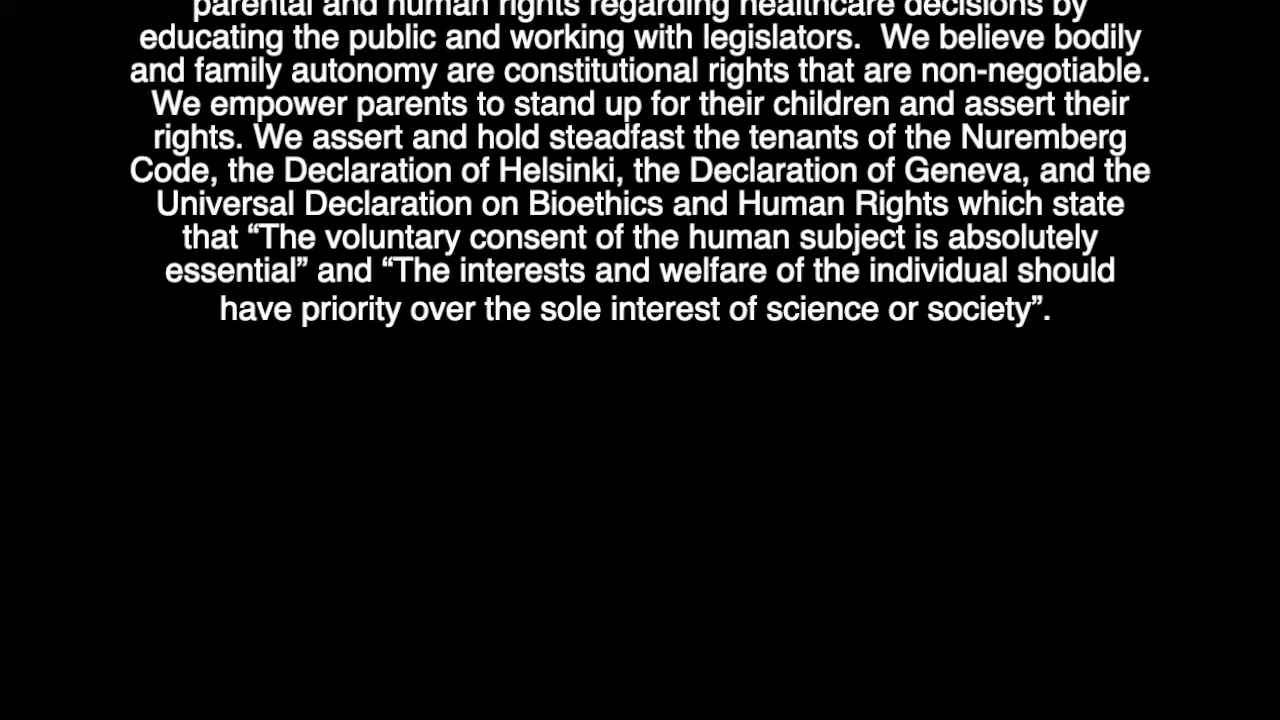 parental and human rights regarding healthcare decisions by
educating the public and working with legislators.  We believe bodily
and family autonomy are constitutional rights that are non-negotiable.
We empower parents to stand up for their children and assert their
rights. We assert and hold steadfast the tenants of the Nuremberg
Code, the Declaration of Helsinki, the Declaration of Geneva, and the
Universal Declaration on Bioethics and Human Rights which state
that “The voluntary consent of the human subject is absolutely
essential” and “The interests and welfare of the individual should
have priority over the sole interest of science or society”.